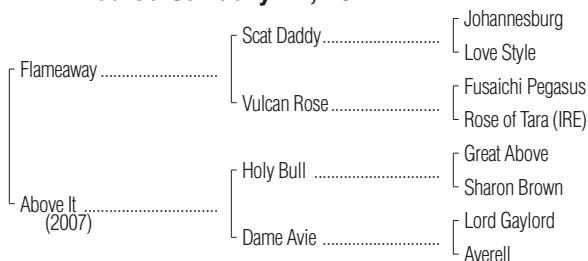 Johannesburg
Scat Daddy
Love Style
Flameaway
Fusaichi Pegasus
Vulcan Rose
Rose of Tara (IRE)
Great Above
Holy Bull
Sharon Brown
Above It
(2007)
Lord Gaylord
Dame Avie
Averell